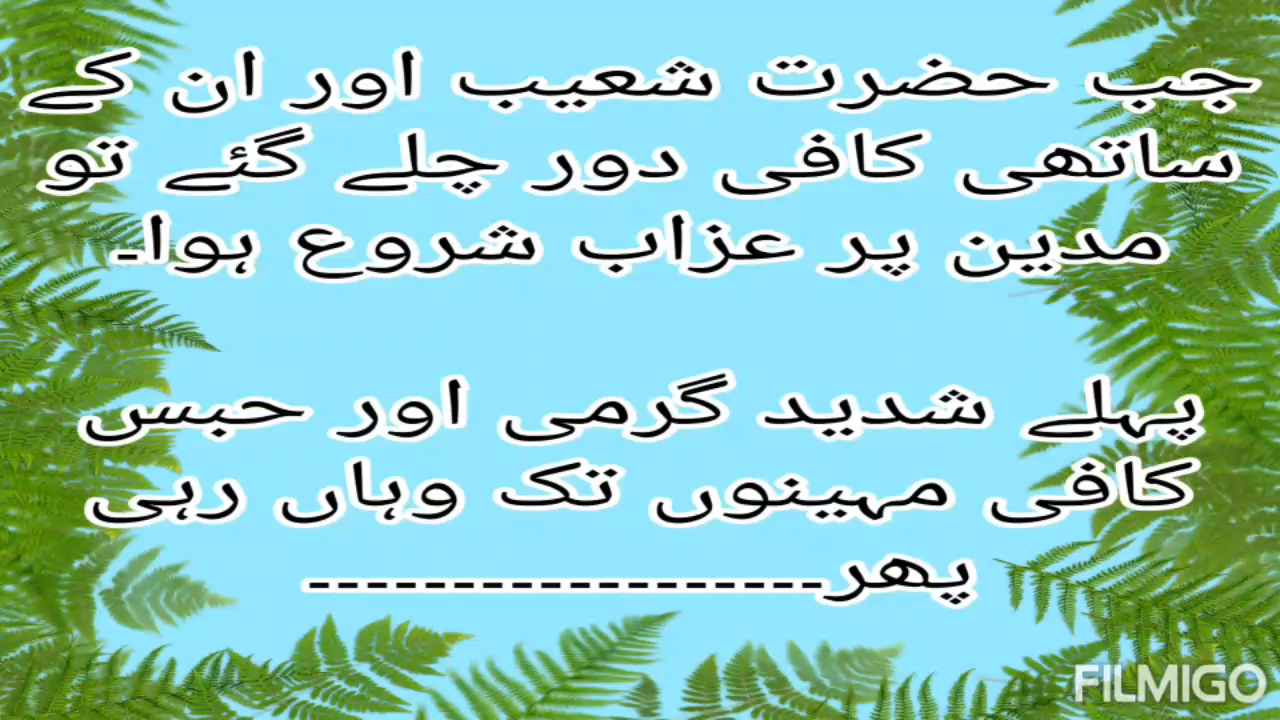 جب حضرت شعیب اور ان کے
ساتھی کافی دور چلے گئے تو
مدین پر عزاب شروع ہوا۔
پہلے شدید گرمی اور حبس
کافی مہینوں تک وہاں رہی
پھر------------------
FILMIGO